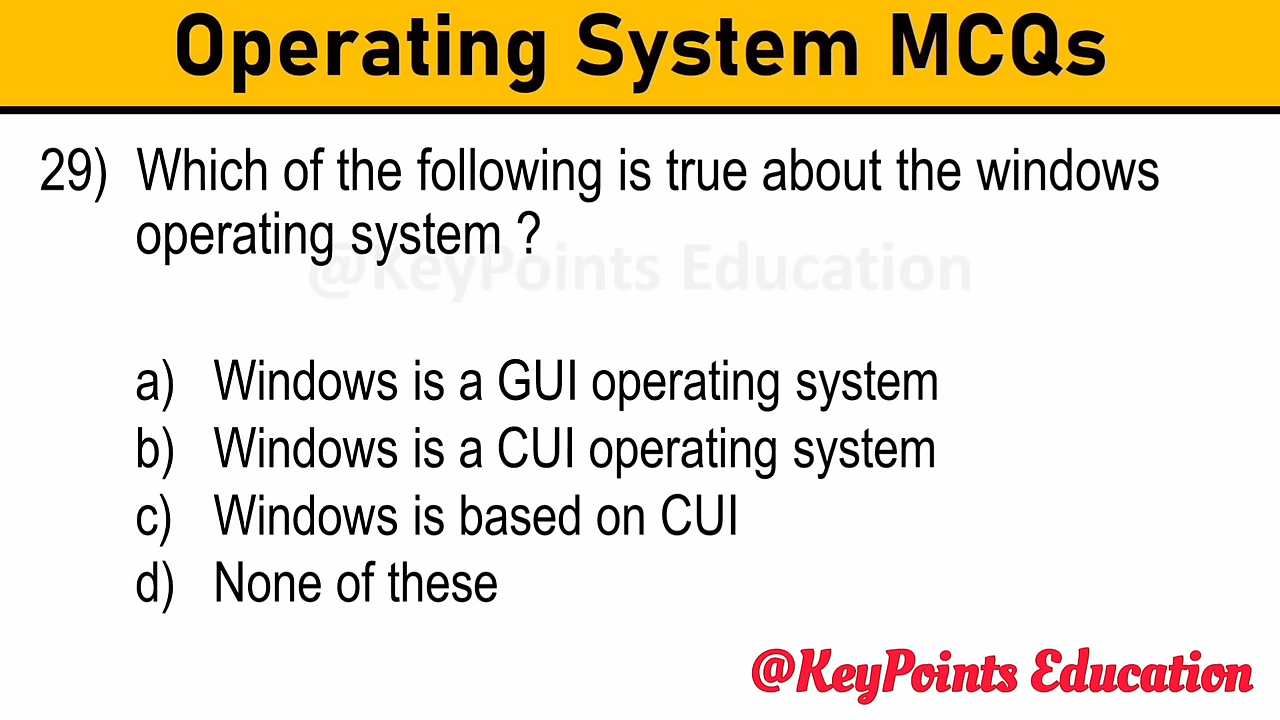 Operating System MCQs
29) Which of the following is true about the windows
operating system ?
@KeyPoints Education
a) Windows is a GUI operating system
b) Windows is a CUI operating system
c) Windows is based on CUI
d) None of these
@KeyPoints Education